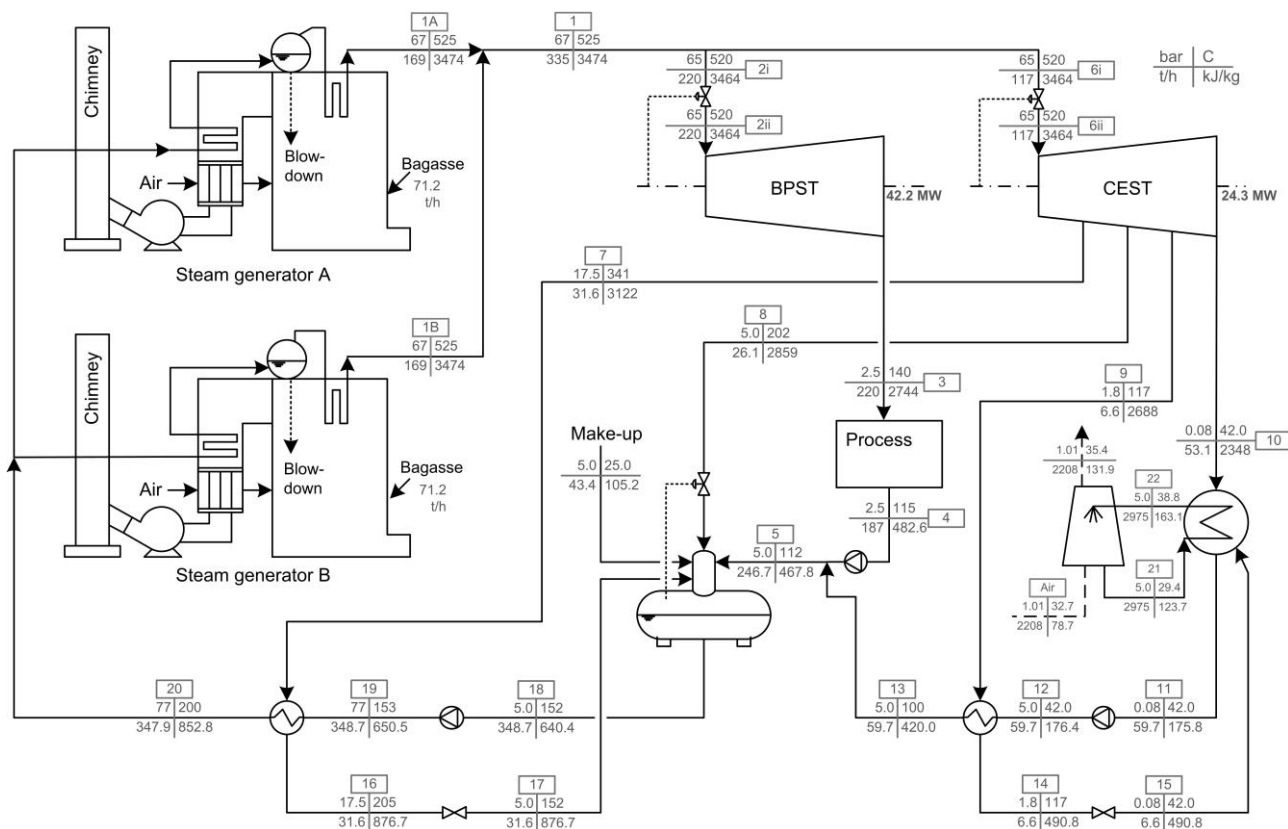 1A
67 525
169 3474
1
67 525
335 3474
65 520
220 3464
2i
65 520
117 3464
6i
bar C
t/h kJ/kg
Chimney
65 520
220 3464
2ii
65 520
117 3464
6ii
Blow-
down
Air
Bagasse
71.2
t/h
BPST
42.2 MW
CEST
24.3 MW
Steam generator A
7
17.5 341
31.6 3122
1B
67 525
169 3474
8
5.0 202
26.1 2859
9
1.8 117
6.6 2688
2.5 140
220 2744
3
Chimney
Make-up
5.0 25.0
43.4 105.2
Process
0.08 42.0
53.1 2348
10
1.01 35.4
2208 131.9
22
5.0 38.8
2975 163.1
Blow-
down
Air
Bagasse
71.2
t/h
2.5 115
187 482.6
4
5
5.0 112
246.7 467.8
21
5.0 29.4
2975 123.7
Steam generator B
Air
1.01 32.7
2208 78.7
20
77 200
347.9 852.8
19
77 153
348.7 650.5
18
5.0 152
348.7 640.4
13
5.0 100
59.7 420.0
12
5.0 42.0
59.7 176.4
11
0.08 42.0
59.7 175.8
16
17.5 205
31.6 876.7
17
5.0 152
31.6 876.7
14
1.8 117
6.6 490.8
15
0.08 42.0
6.6 490.8